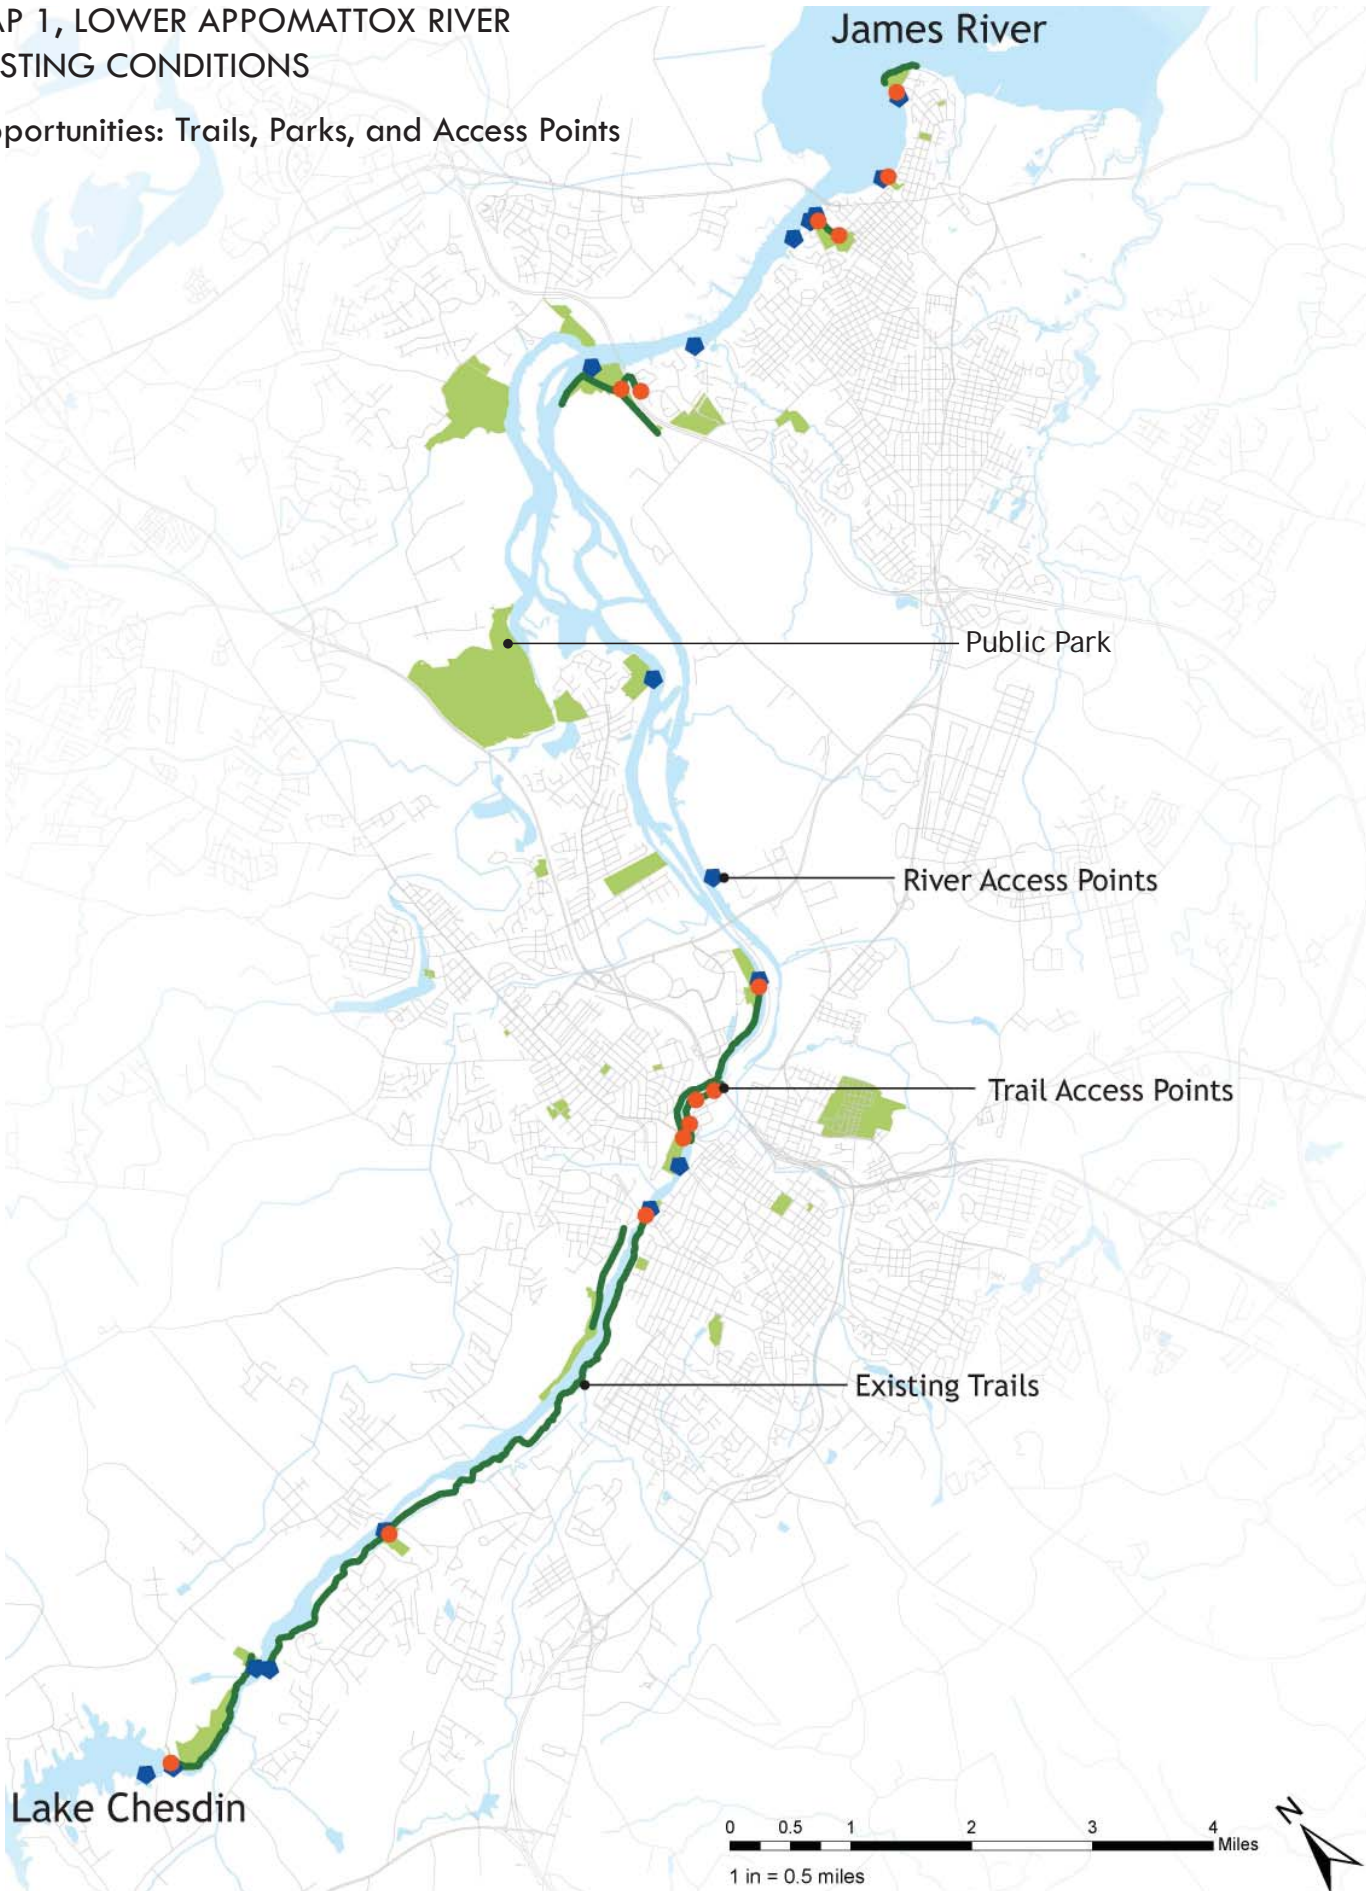 AP 1, LOWER APPOMATTOX RIVER
ISTING CONDITIONS
pportunities: Trails, Parks, and Access Points
James River
Public Park
River Access Points
Trail Access Points
Existing Trails
Lake Chesdin
0 0.5 1 2 3 4
Miles
1 in = 0.5 miles
N